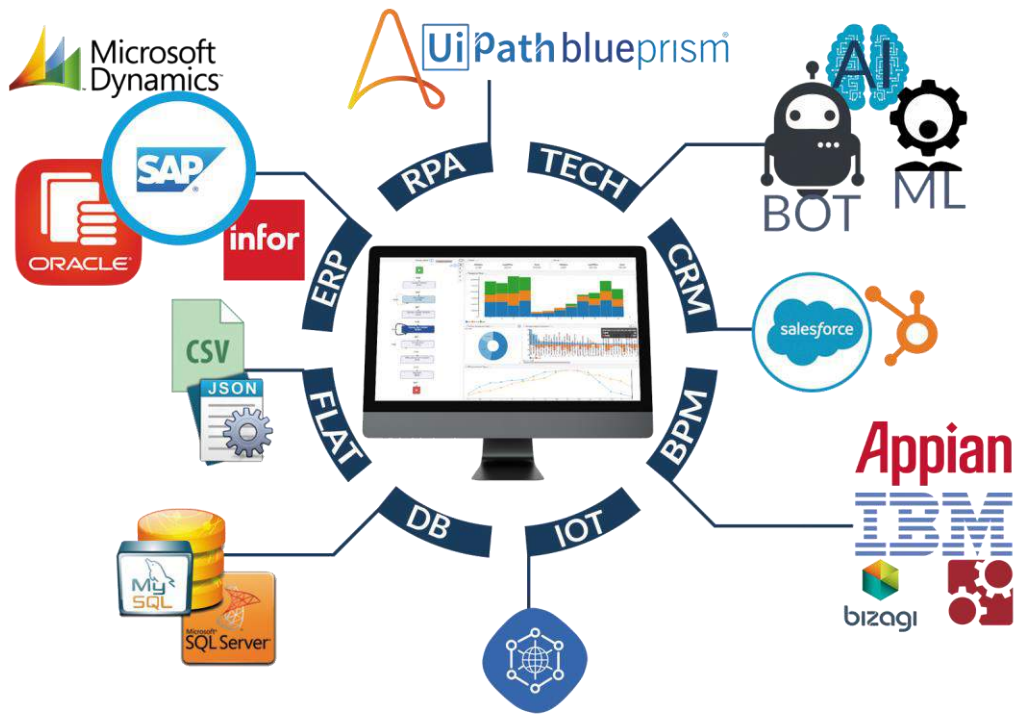 Microsoft
Dynamics
UiPath blueprism®
AI
BOT
ML
RPA
TECH
SAP®
ORACLE®
infor
ERP
CRM
salesforce
CSV
JSON
FLAT
BPM
Appian
IBM
bizagi
DB
IOT
My
SQL
Microsoft®
SQL Server®